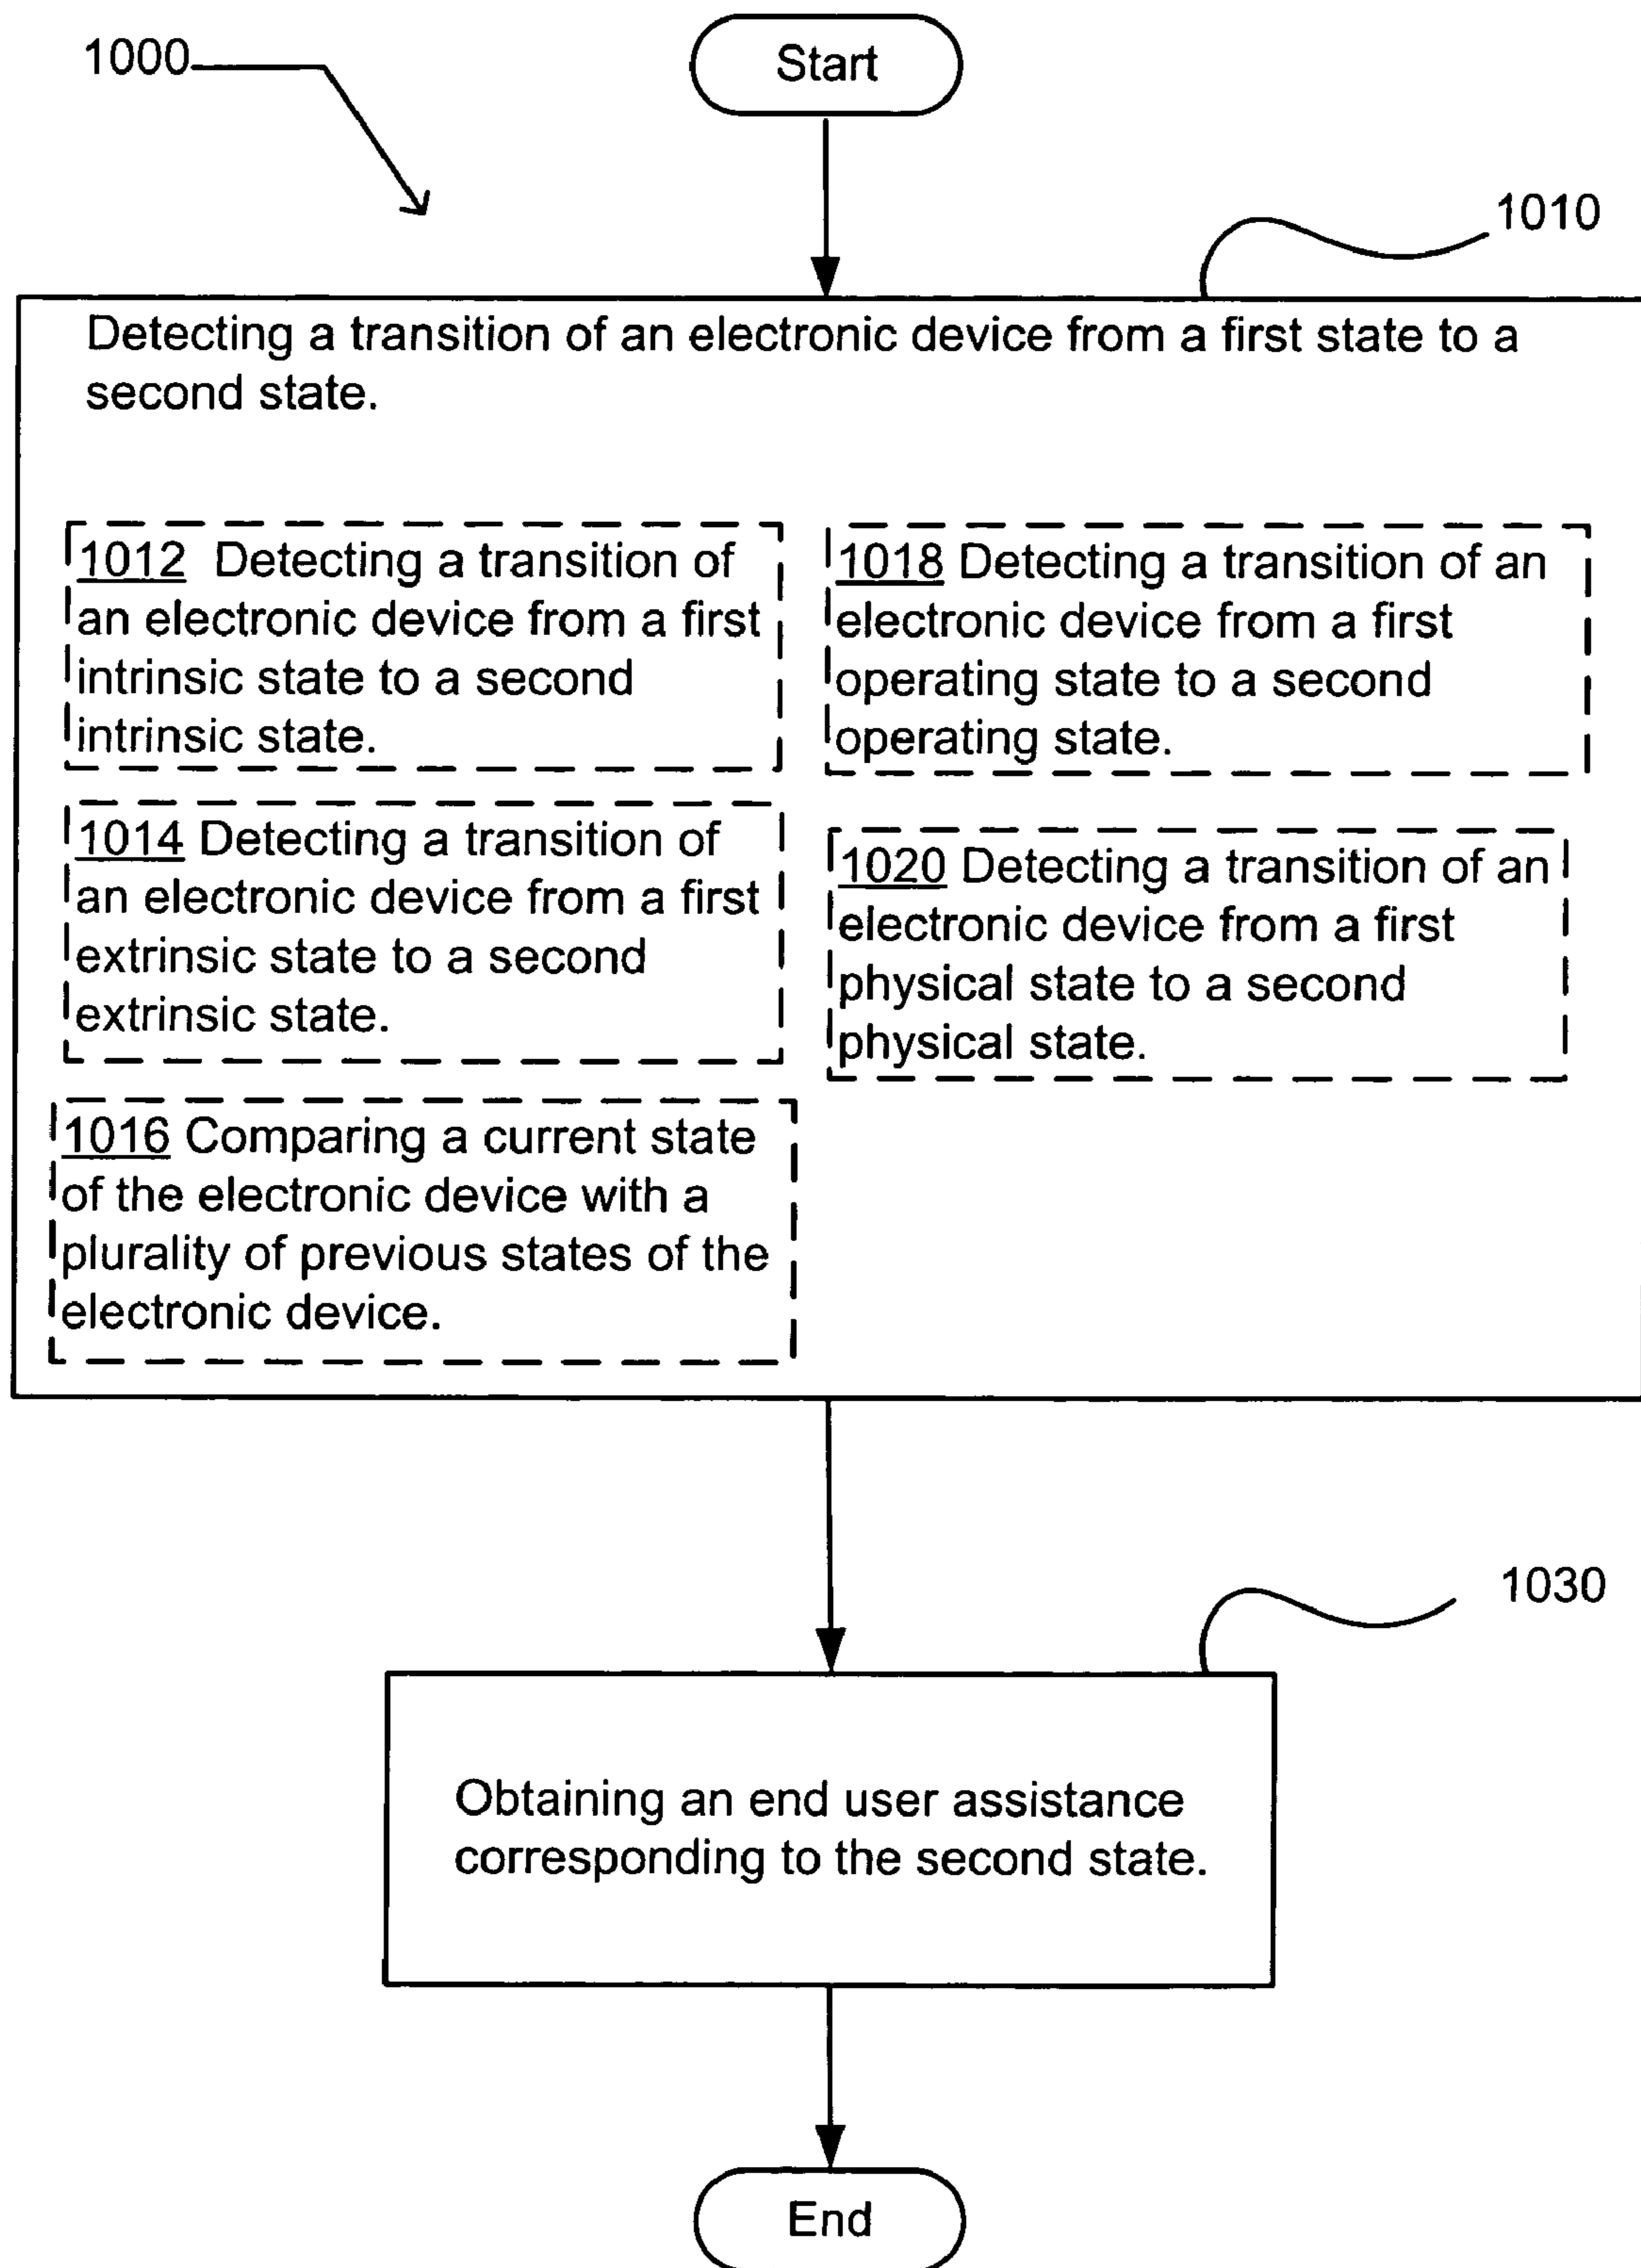 Start
1000
1010
Detecting a transition of an electronic device from a first state to a
second state.
1012 Detecting a transition of
an electronic device from a first
intrinsic state to a second
intrinsic state.
1014 Detecting a transition of
an electronic device from a first
extrinsic state to a second
extrinsic state.
1016 Comparing a current state
of the electronic device with a
plurality of previous states of the
electronic device.
1018 Detecting a transition of an
electronic device from a first
operating state to a second
operating state.
1020 Detecting a transition of an
electronic device from a first
physical state to a second
physical state.
1030
Obtaining an end user assistance
corresponding to the second state.
End